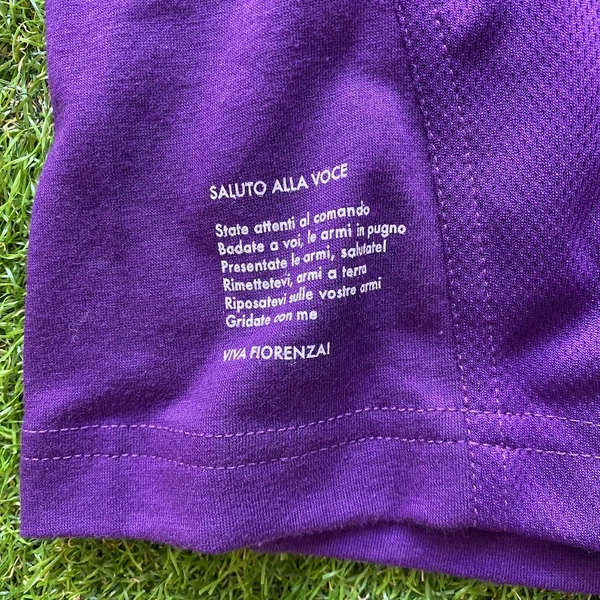 SALUTO ALLA VOCE
State attenti al comando
Badate a voi, le armi in pugno
Presentate le armi, salutate!
Rimettetevi, armi a terra
Riposatevi sulle vostre armi
Gridate con me
VIVA FIORENZA!